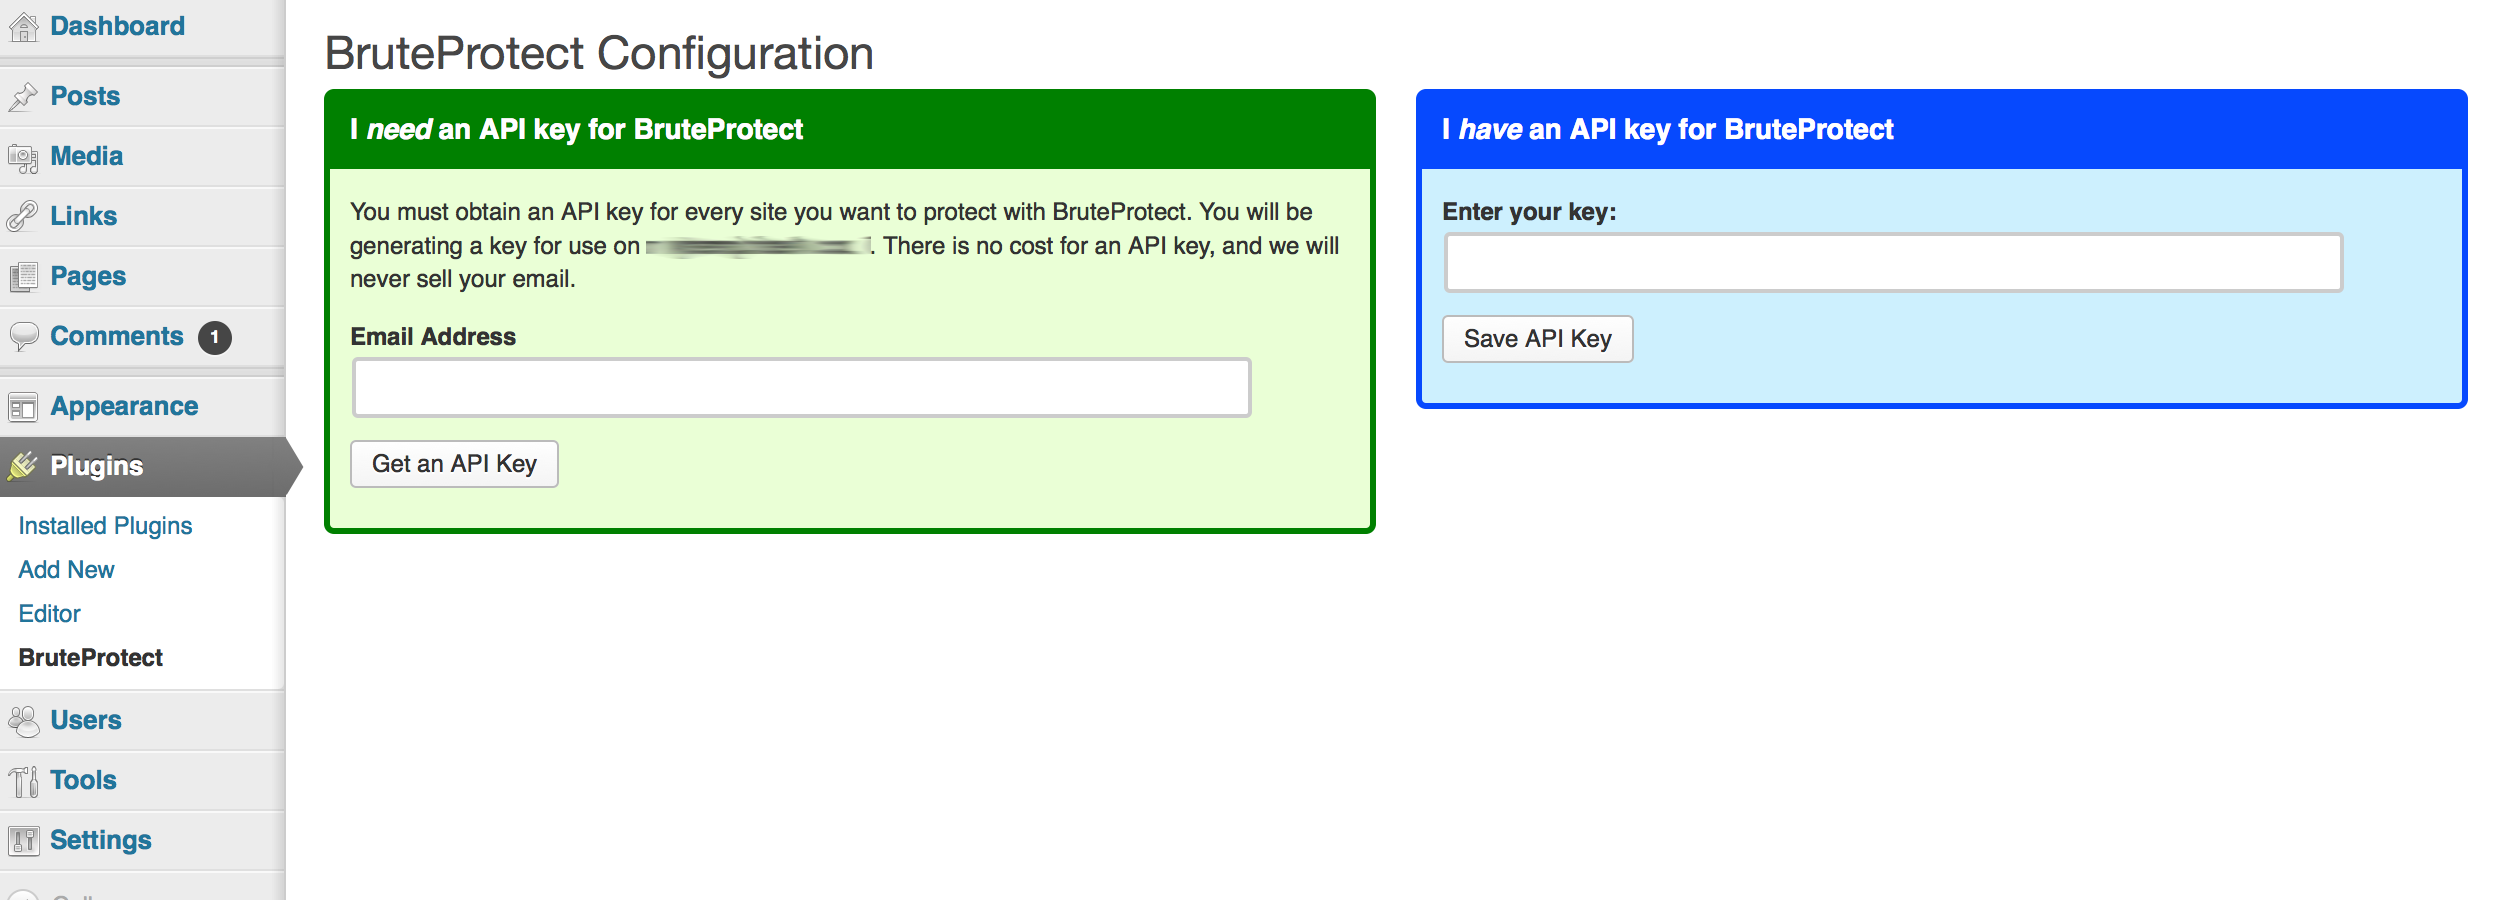 Dashboard
Posts
Media
Links
Pages
Comments 1
Appearance
Plugins
Installed Plugins
Add New
Editor
BruteProtect
Users
Tools
Settings
BruteProtect Configuration
I need an API key for BruteProtect
You must obtain an API key for every site you want to protect with BruteProtect. You will be
generating a key for use on . There is no cost for an API key, and we will
never sell your email.
Email Address
Get an API Key
I have an API key for BruteProtect
Enter your key:
Save API Key